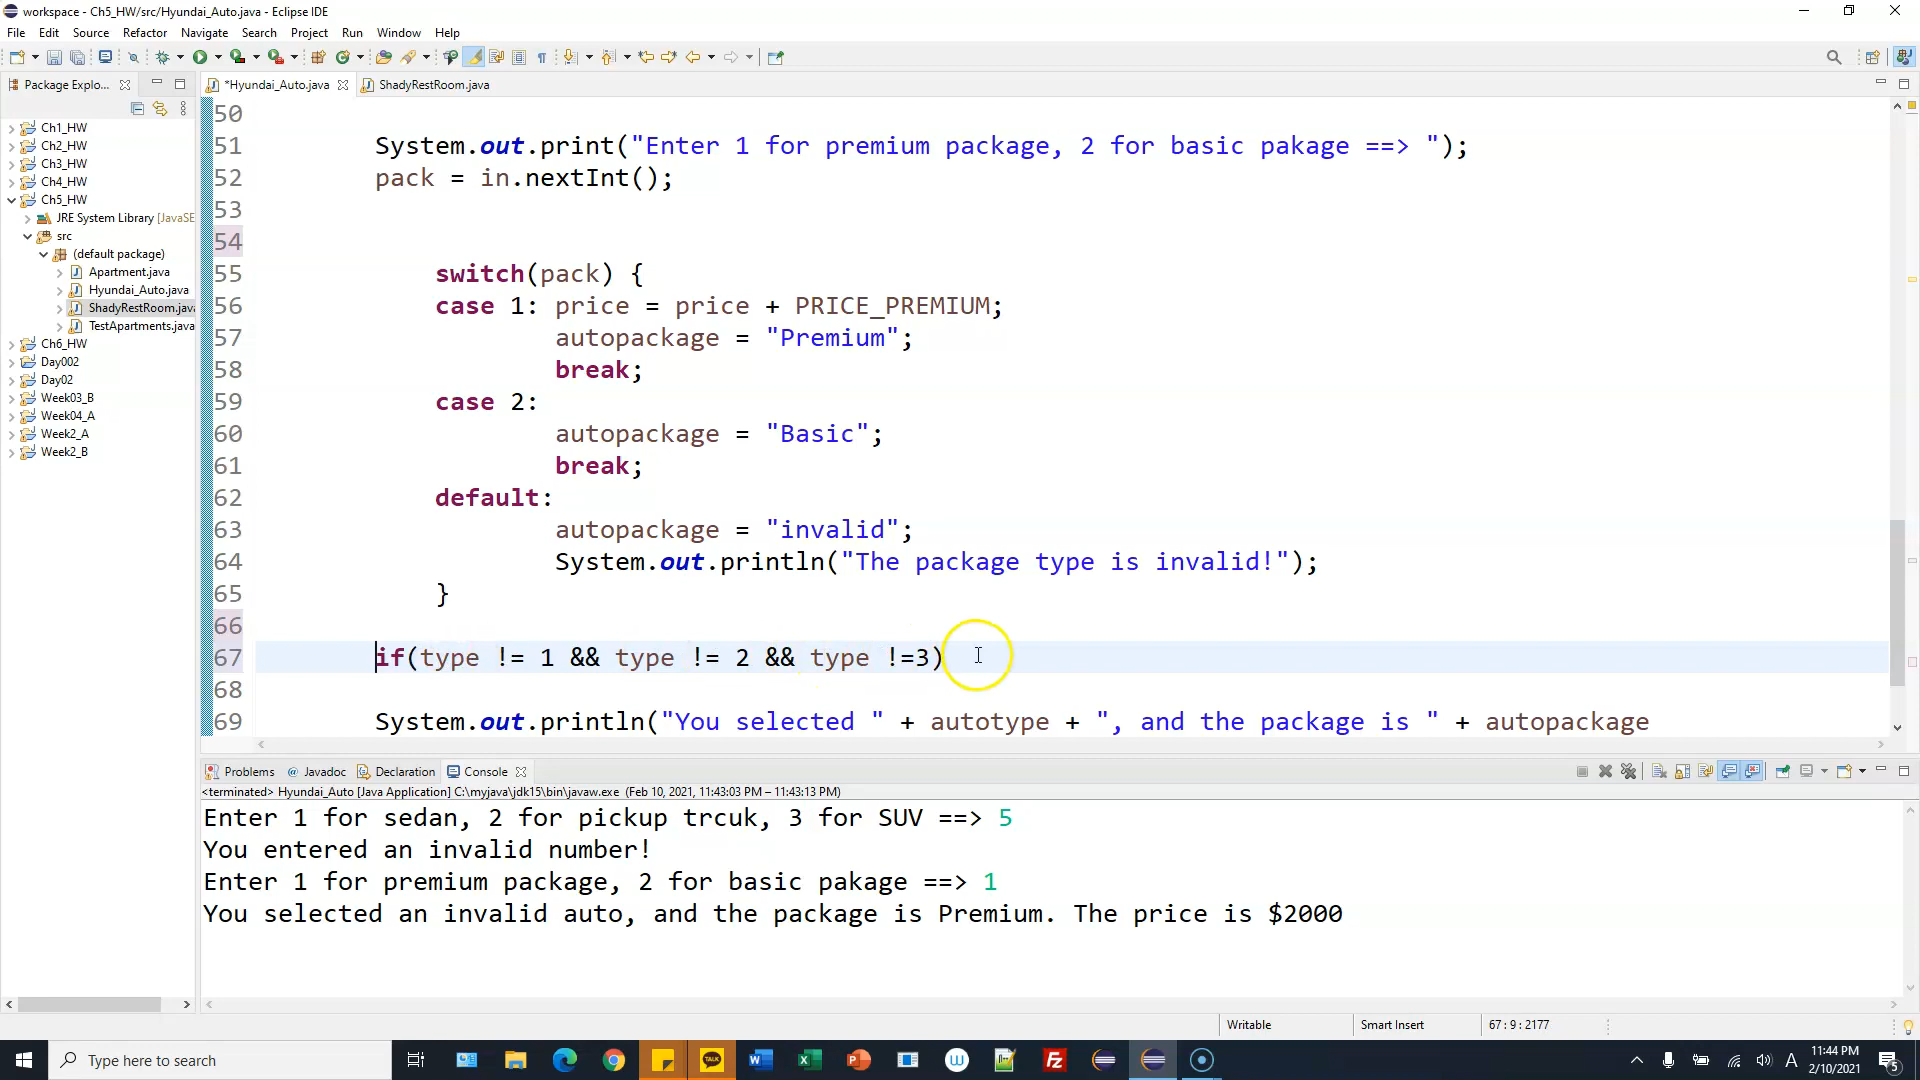 workspace - Ch5_HW/src/Hyundai_Auto.java - Eclipse IDE
File Edit Source Refactor Navigate Search Project Run Window Help
Package Explo...
*Hyundai_Auto.java
ShadyRestRoom.java
Ch1_HW
Ch2_HW
Ch3_HW
Ch4_HW
Ch5_HW
JRE System Library [JavaSE
src
(default package)
Apartment.java
Hyundai_Auto.java
ShadyRestRoom.java
TestApartments.java
Ch6_HW
Day002
Day02
Week03_B
Week04_A
Week2_A
Week2_B
50
51 System.out.print("Enter 1 for premium package, 2 for basic pakage ==> ");
52 pack = in.nextInt();
53
54
55 switch(pack) {
56 case 1: price = price + PRICE_PREMIUM;
57 autopackage = "Premium";
58 break;
59 case 2:
60 autopackage = "Basic";
61 break;
62 default:
63 autopackage = "invalid";
64 System.out.println("The package type is invalid!");
65 }
66
67 if(type != 1 && type != 2 && type !=3)
68
69 System.out.println("You selected " + autotype + ", and the package is " + autopackage
Problems Javadoc Declaration Console
<terminated> Hyundai_Auto [Java Application] C:\myjava\jdk15\bin\javaw.exe (Feb 10, 2021, 11:43:03 PM – 11:43:13 PM)
Enter 1 for sedan, 2 for pickup trcuk, 3 for SUV ==> 5
You entered an invalid number!
Enter 1 for premium package, 2 for basic pakage ==> 1
You selected an invalid auto, and the package is Premium. The price is $2000
Writable Smart Insert 67 : 9 : 2177
Type here to search
TALK
A
11:44 PM
2/10/2021
5